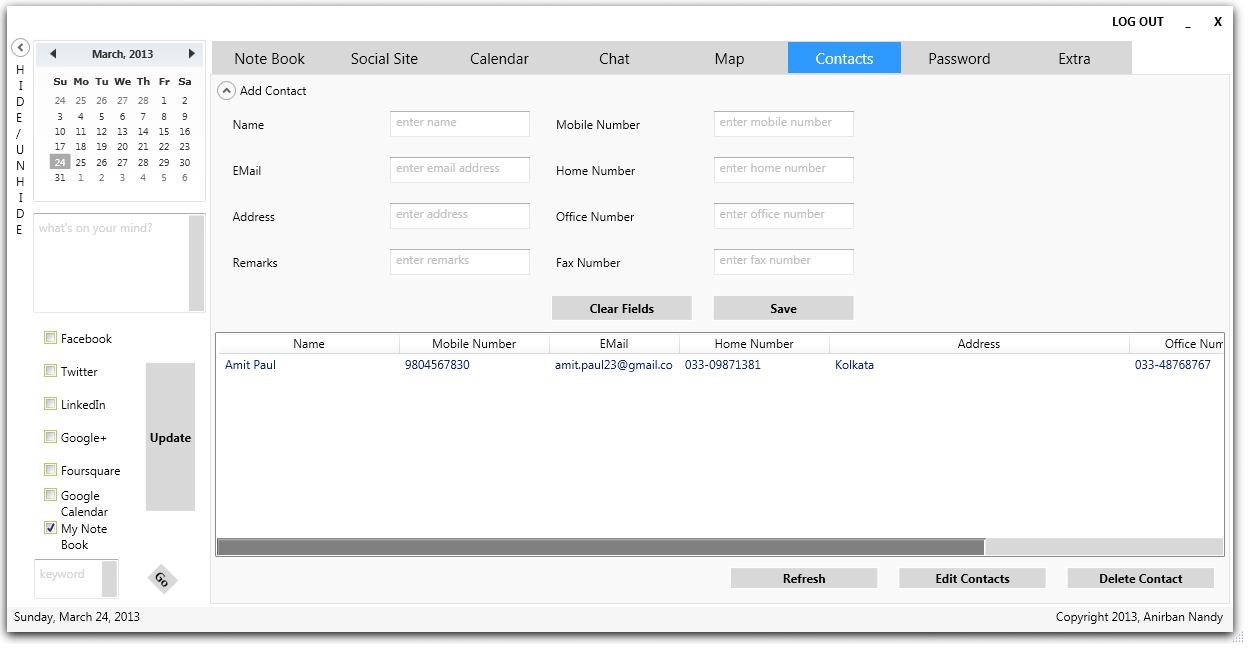 LOG OUT _ X
HIDE/UNHIDE
March, 2013
Su Mo Tu We Th Fr Sa
24 25 26 27 28 1 2
3 4 5 6 7 8 9
10 11 12 13 14 15 16
17 18 19 20 21 22 23
24 25 26 27 28 29 30
31 1 2 3 4 5 6
what's on your mind?
Facebook
Twitter
LinkedIn
Google+
Foursquare
Google
Calendar
My Note
Book
Update
keyword
Go
Note Book Social Site Calendar Chat Map Contacts Password Extra
Add Contact
Name enter name Mobile Number enter mobile number
EMail enter email address Home Number enter home number
Address enter address Office Number enter office number
Remarks enter remarks Fax Number enter fax number
Clear Fields Save
Name Mobile Number EMail Home Number Address Office Num
Amit Paul 9804567830 amit.paul23@gmail.co 033-09871381 Kolkata 033-48768767
Refresh Edit Contacts Delete Contact
Sunday, March 24, 2013 Copyright 2013, Anirban Nandy